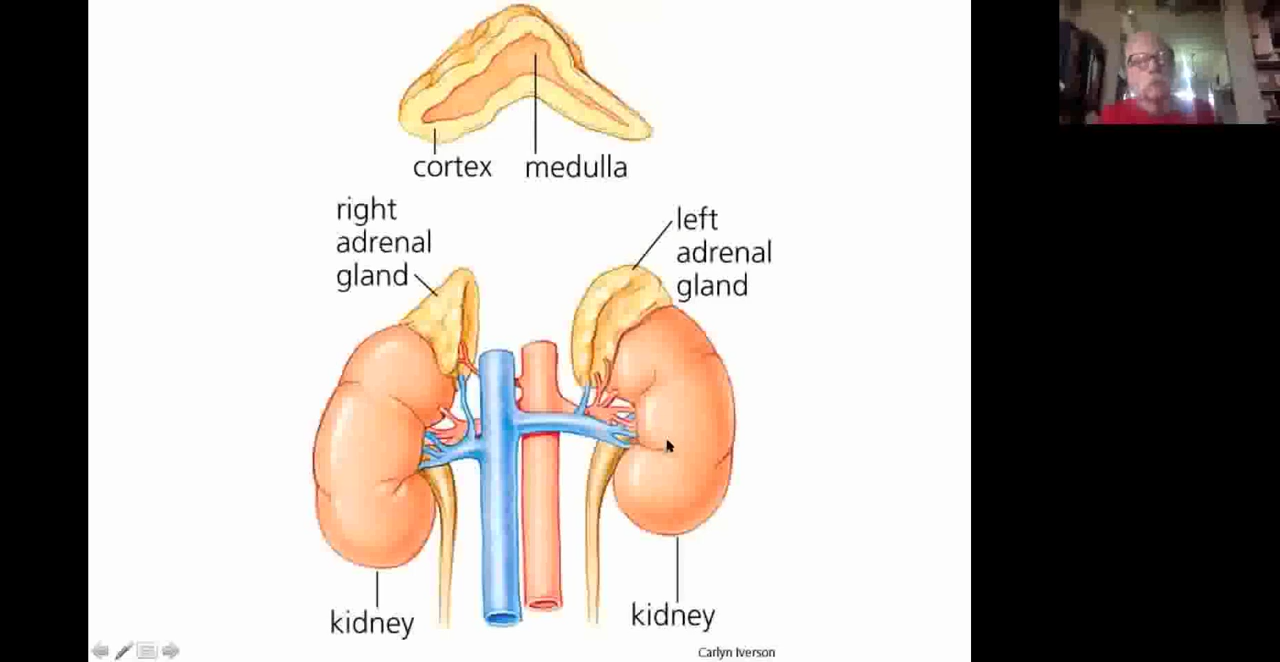 cortex medulla
right
adrenal
gland
left
adrenal
gland
kidney
kidney
Carlyn Iverson